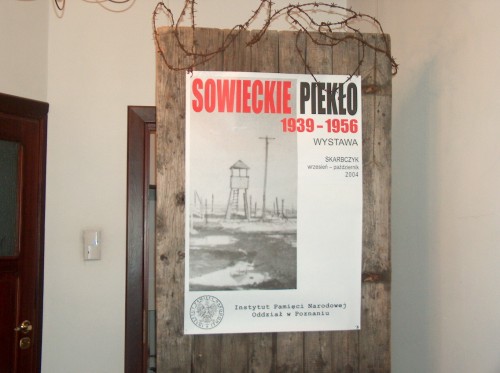 SOWIECKIE PIEKŁO
1939 – 1956
WYSTAWA
SKARBCZYK
wrzesień – październik
2004
Instytut Pamięci Narodowej
Oddział w Poznaniu